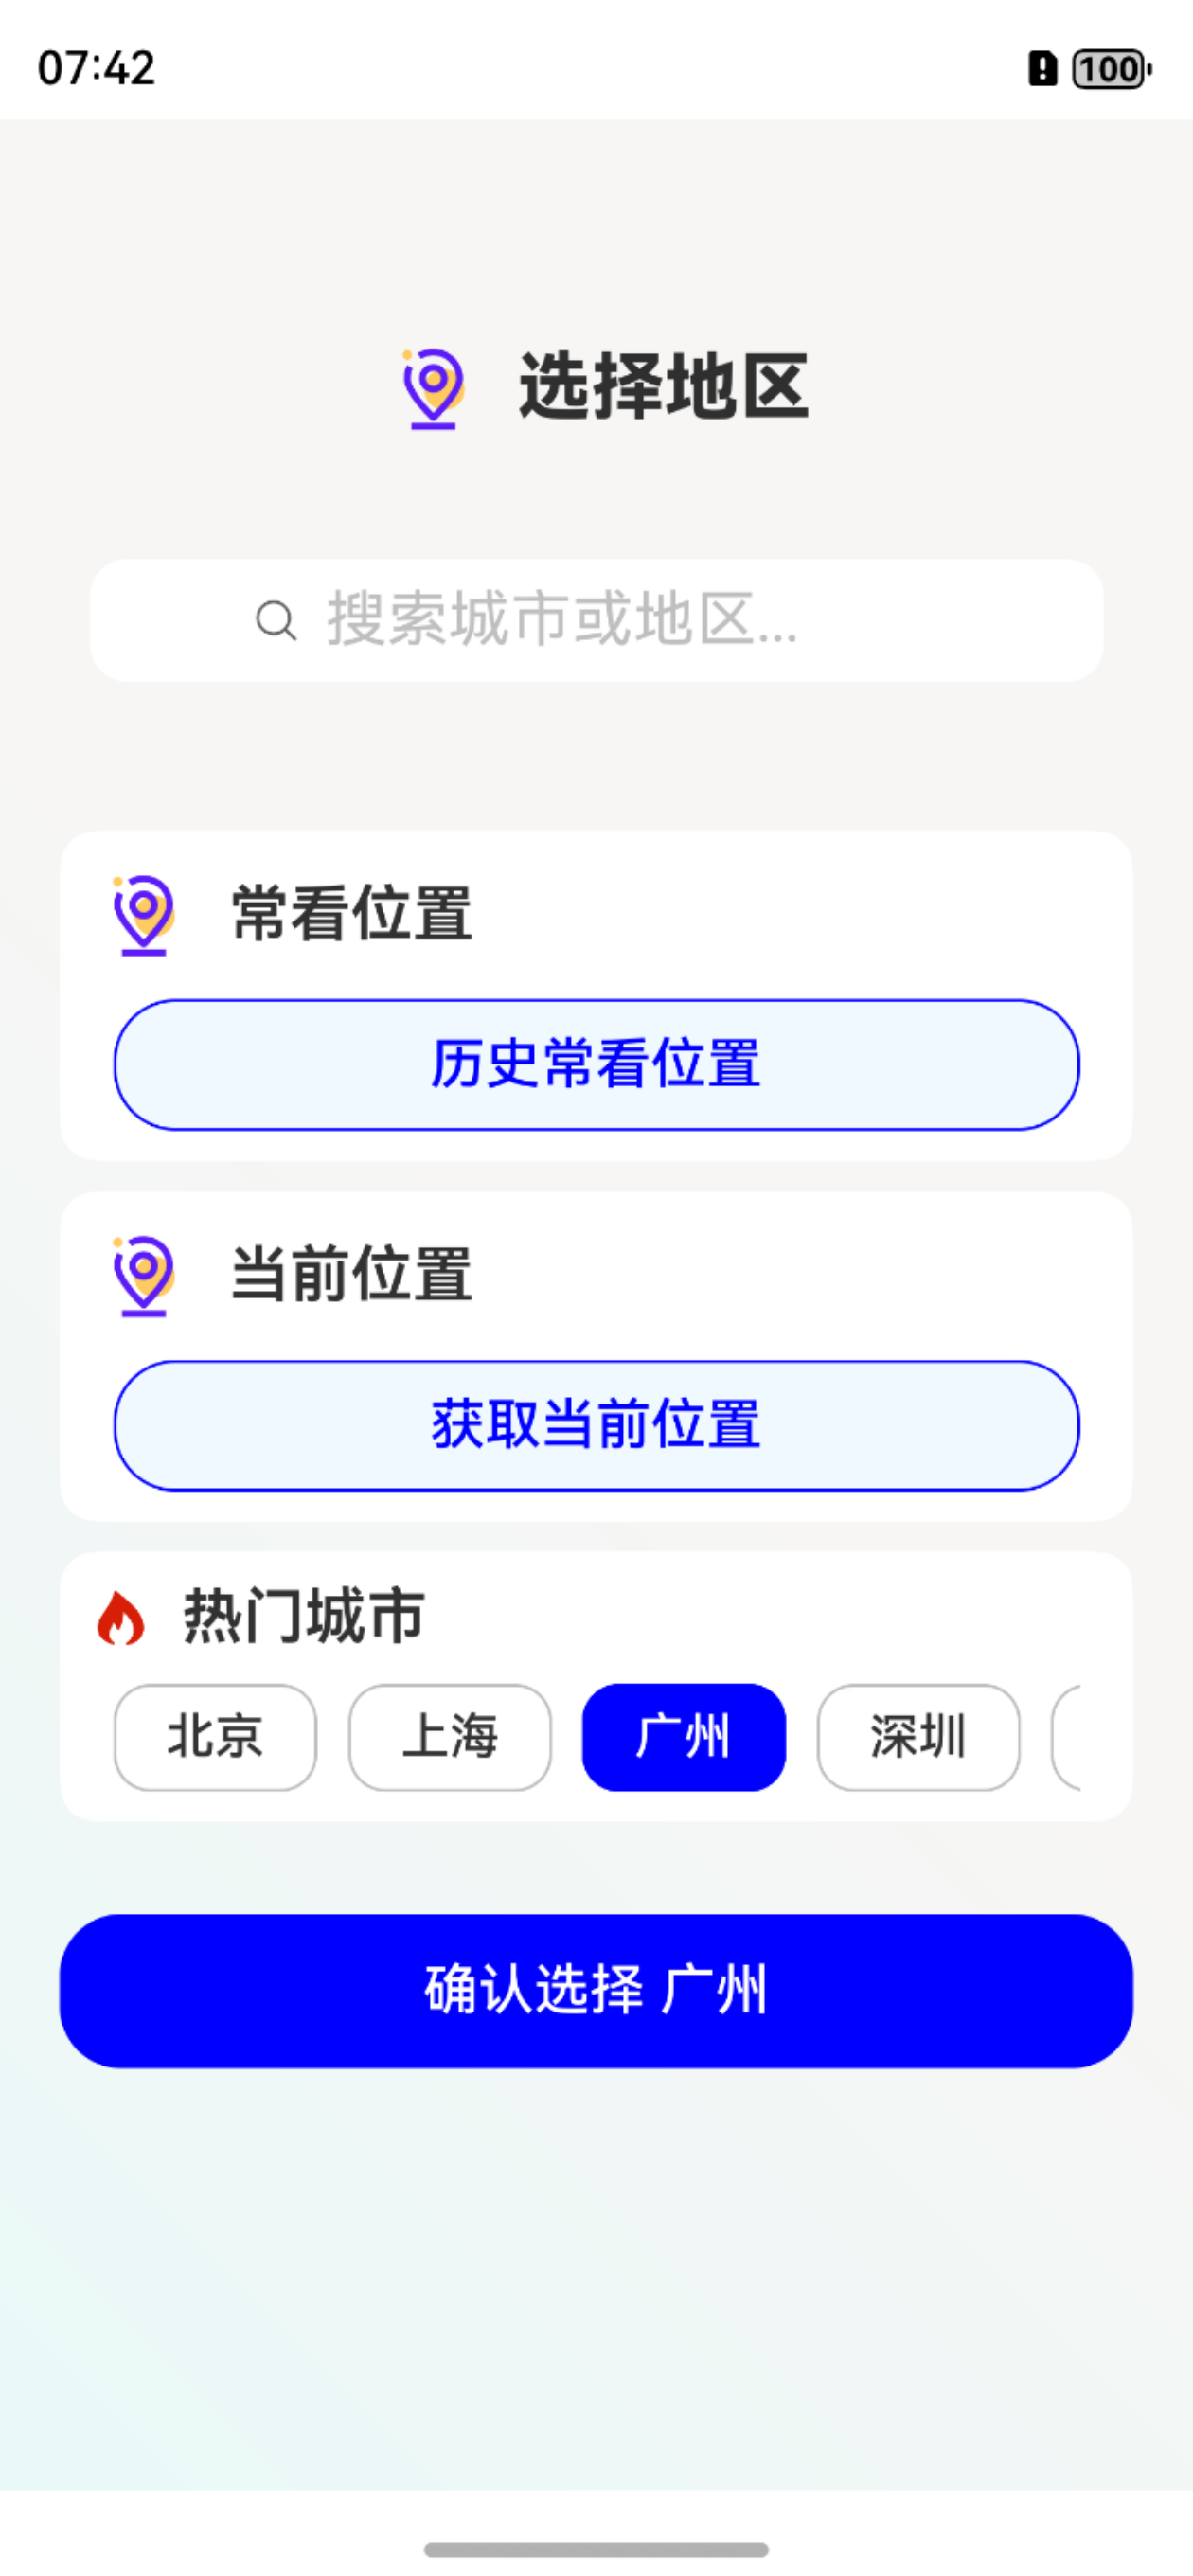 07:42
100
选择地区
搜索城市或地区...
常看位置
历史常看位置
当前位置
获取当前位置
热门城市
北京 上海 广州 深圳
确认选择 广州